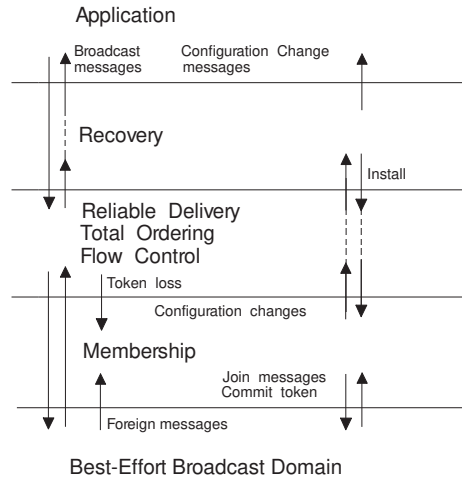 Application
Broadcast
messages
Configuration Change
messages
Recovery
Install
Reliable Delivery
Total Ordering
Flow Control
Token loss
Configuration changes
Membership
Join messages
Commit token
Foreign messages
Best-Effort Broadcast Domain